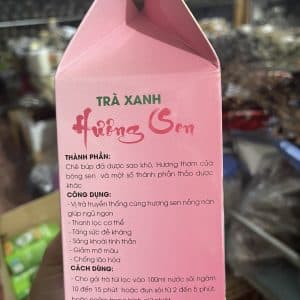 TRÀ XANH
Hương Sen
THÀNH PHẦN:
Chè búp đã được sao khô, Hương thơm của
bông sen và một số thành phần thảo dược
khác
CÔNG DỤNG:
- Vị trà truyền thống cùng hương sen nồng nàn
giúp ngủ ngon
- Thanh lọc cơ thể
- Tăng sức đề kháng
- Sảng khoái tinh thần
- Giảm mỡ máu
- Chống lão hóa
CÁCH DÙNG:
- Cho gói trà túi lọc vào 100ml nước sôi ngâm
10 đến 15 phút hoặc đun sôi từ 2 đến 5